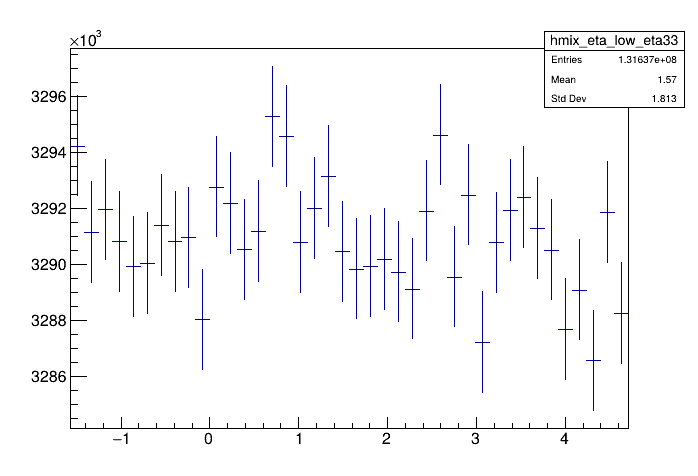 ×10³
hmix_eta_low_eta33
Entries 1.31637e+08
Mean 1.57
Std Dev 1.813
3296
3294
3292
3290
3288
3286
−1 0 1 2 3 4